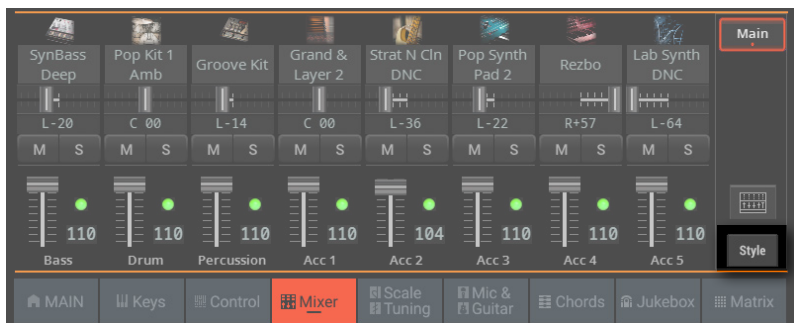 SynBass Deep Pop Kit 1 Amb Groove Kit Grand & Layer 2 Strat N Cln DNC Pop Synth Pad 2 Rezbo Lab Synth DNC Main
L-20 C 00 L-14 C 00 L-36 L-22 R+57 L-64
M S M S M S M S M S M S M S M S
110 110 110 110 104 110 110 110
Bass Drum Percussion Acc 1 Acc 2 Acc 3 Acc 4 Acc 5 Style
MAIN Keys Control Mixer Scale Tuning Mic & Guitar Chords Jukebox Matrix